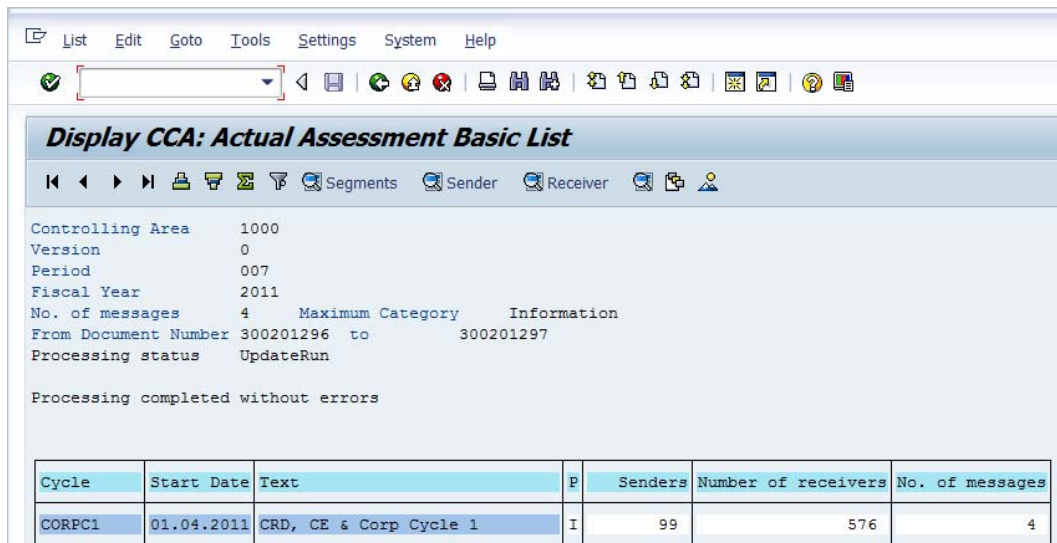 List Edit Goto Tools Settings System Help
Display CCA: Actual Assessment Basic List
Segments Sender Receiver
Controlling Area 1000
Version 0
Period 007
Fiscal Year 2011
No. of messages 4 Maximum Category Information
From Document Number 300201296 to 300201297
Processing status UpdateRun
Processing completed without errors
Cycle Start Date Text P Senders Number of receivers No. of messages
CORPC1 01.04.2011 CRD, CE & Corp Cycle 1 I 99 576 4